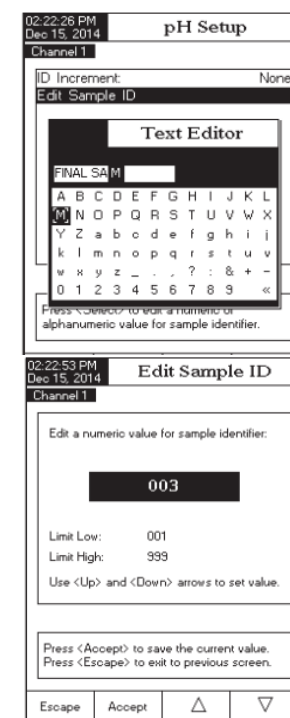 02:22:26 PM
Dec 15, 2014
pH Setup
Channel 1
ID Increment: None
Edit Sample ID
Text Editor
FINAL SAM
A B C D E F G H I J K L
M N O P Q R S T U V W X
Y Z a b c d e f g h i j
k l m n o p q r s t u v
w x y z _ . , ? : & + -
0 1 2 3 4 5 6 7 8 9 «
Press <Select> to edit a numeric or
alphanumeric value for sample identifier.
02:22:53 PM
Dec 15, 2014
Edit Sample ID
Channel 1
Edit a numeric value for sample identifier:
003
Limit Low: 001
Limit High: 999
Use <Up> and <Down> arrows to set value.
Press <Accept> to save the current value.
Press <Escape> to exit to previous screen.
Escape Accept △ ▽